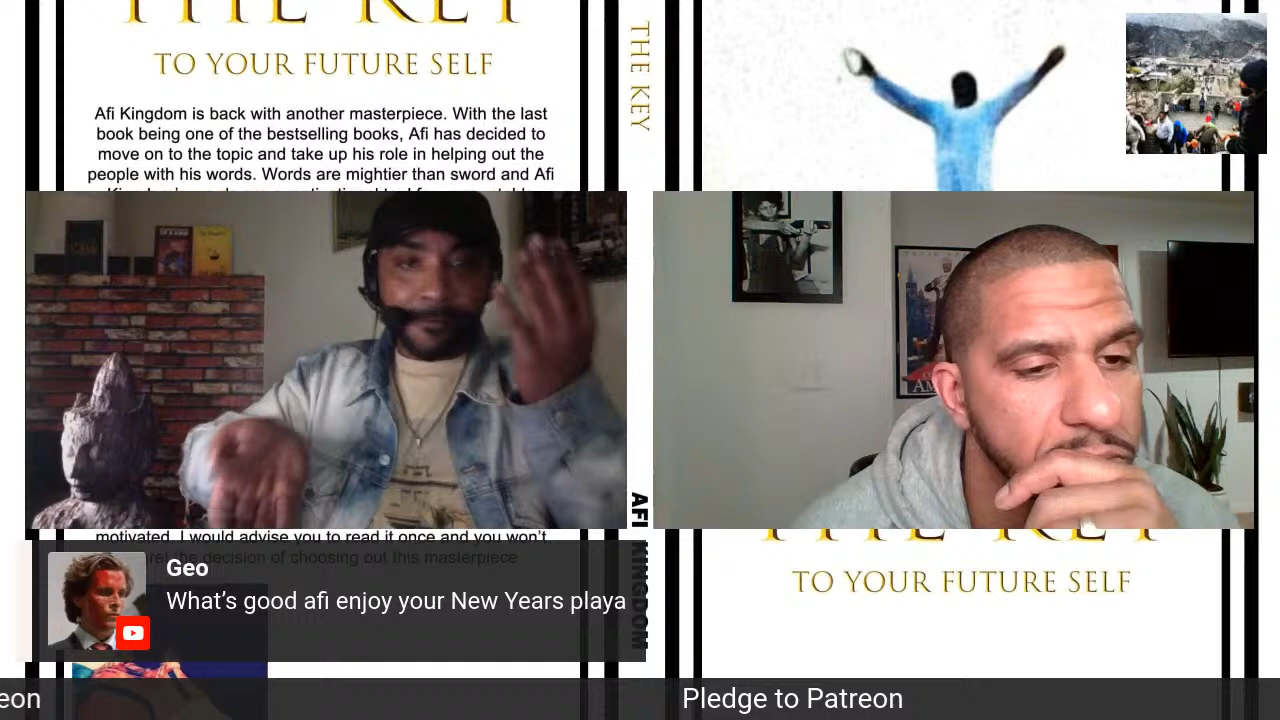 THE KEY
TO YOUR FUTURE SELF
Afi Kingdom is back with another masterpiece. With the last
book being one of the bestselling books, Afi has decided to
move on to the topic and take up his role in helping out the
people with his words. Words are mightier than sword and Afi
THE KEY
AFI KINGDOM
motivated. I would advise you to read it once and you won't
the decision of choosing out this masterpiece
Geo
What's good afi enjoy your New Years playa
THE KEY
TO YOUR FUTURE SELF
eon
Pledge to Patreon